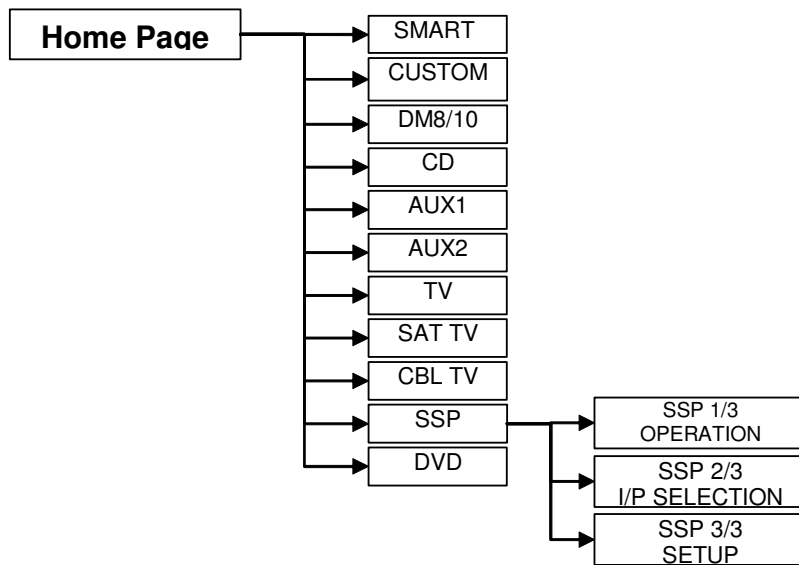 Home Page
SMART
CUSTOM
DM8/10
CD
AUX1
AUX2
TV
SAT TV
CBL TV
SSP
DVD
SSP 1/3
OPERATION
SSP 2/3
I/P SELECTION
SSP 3/3
SETUP